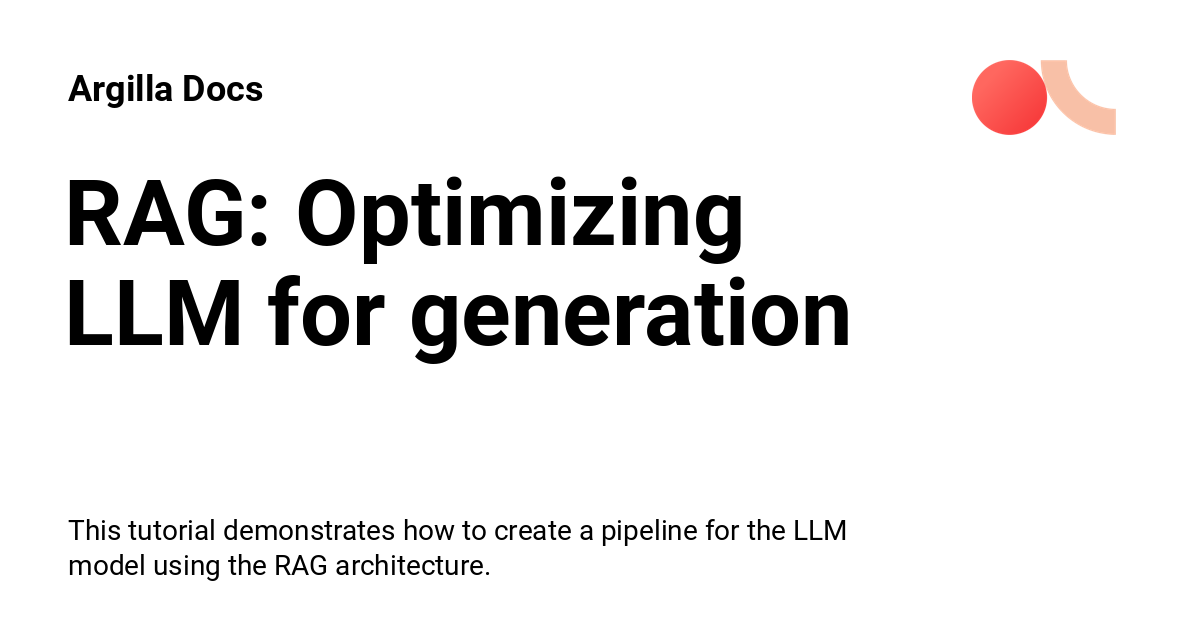 Argilla Docs
RAG: Optimizing
LLM for generation
This tutorial demonstrates how to create a pipeline for the LLM
model using the RAG architecture.